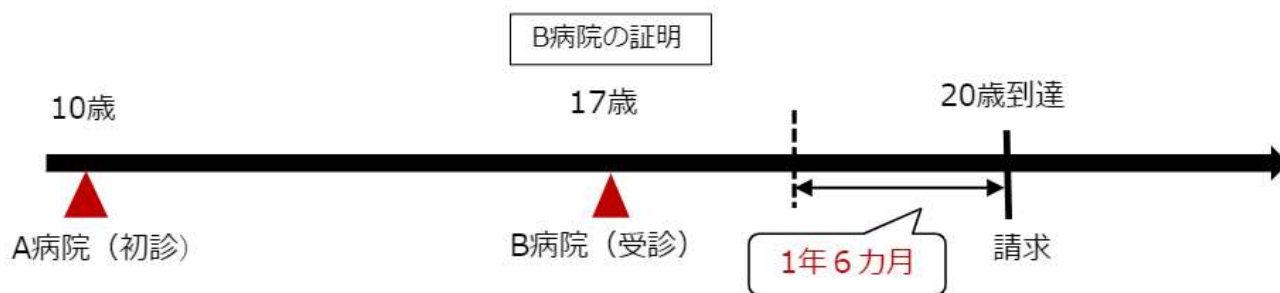 B病院の証明
10歳
17歳
20歳到達
A病院（初診）
B病院（受診）
1年６カ月
請求